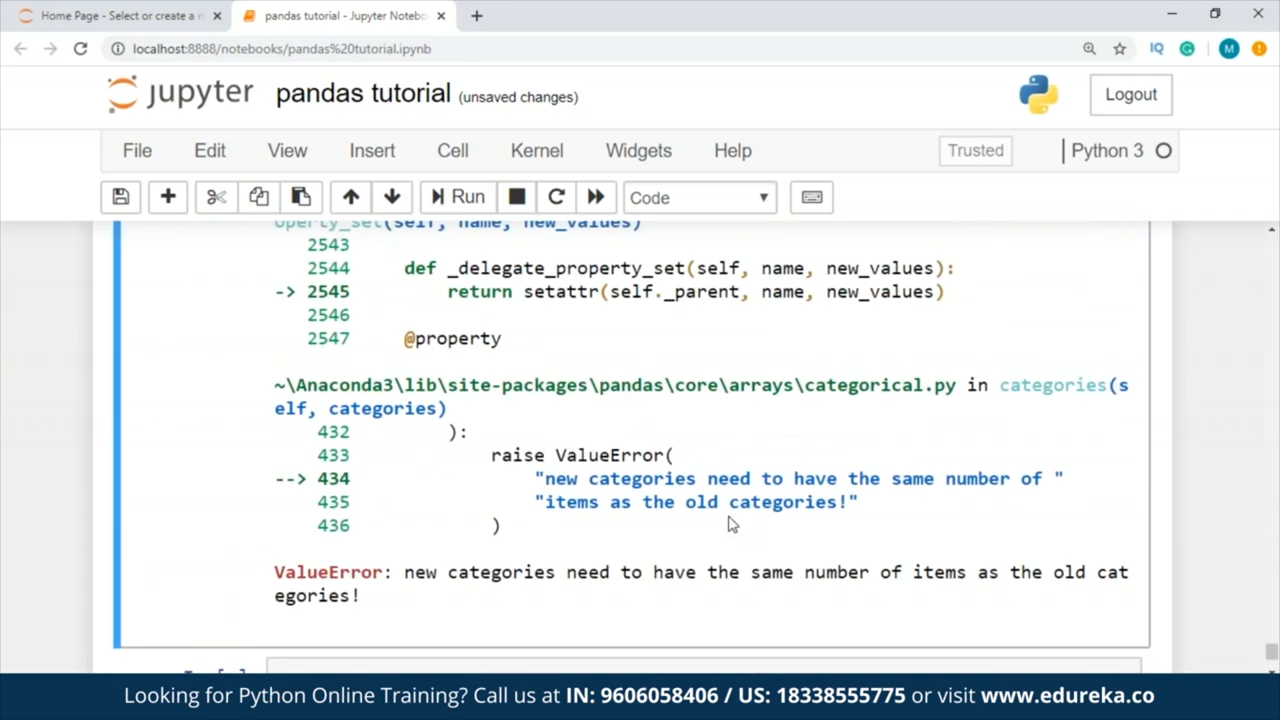 Home Page - Select or create a n
pandas tutorial - Jupyter Notebo
localhost:8888/notebooks/pandas%20tutorial.ipynb
IQ
G
M
jupyter pandas tutorial (unsaved changes)
Logout
File Edit View Insert Cell Kernel Widgets Help
Trusted
Python 3
Run
Code
operty_set(self, name, new_values)
2543
2544 def _delegate_property_set(self, name, new_values):
-> 2545 return setattr(self._parent, name, new_values)
2546
2547 @property
~\Anaconda3\lib\site-packages\pandas\core\arrays\categorical.py in categories(s
elf, categories)
432 ):
433 raise ValueError(
--> 434 "new categories need to have the same number of "
435 "items as the old categories!"
436 )
ValueError: new categories need to have the same number of items as the old cat
egories!
Looking for Python Online Training? Call us at IN: 9606058406 / US: 18338555775 or visit www.edureka.co